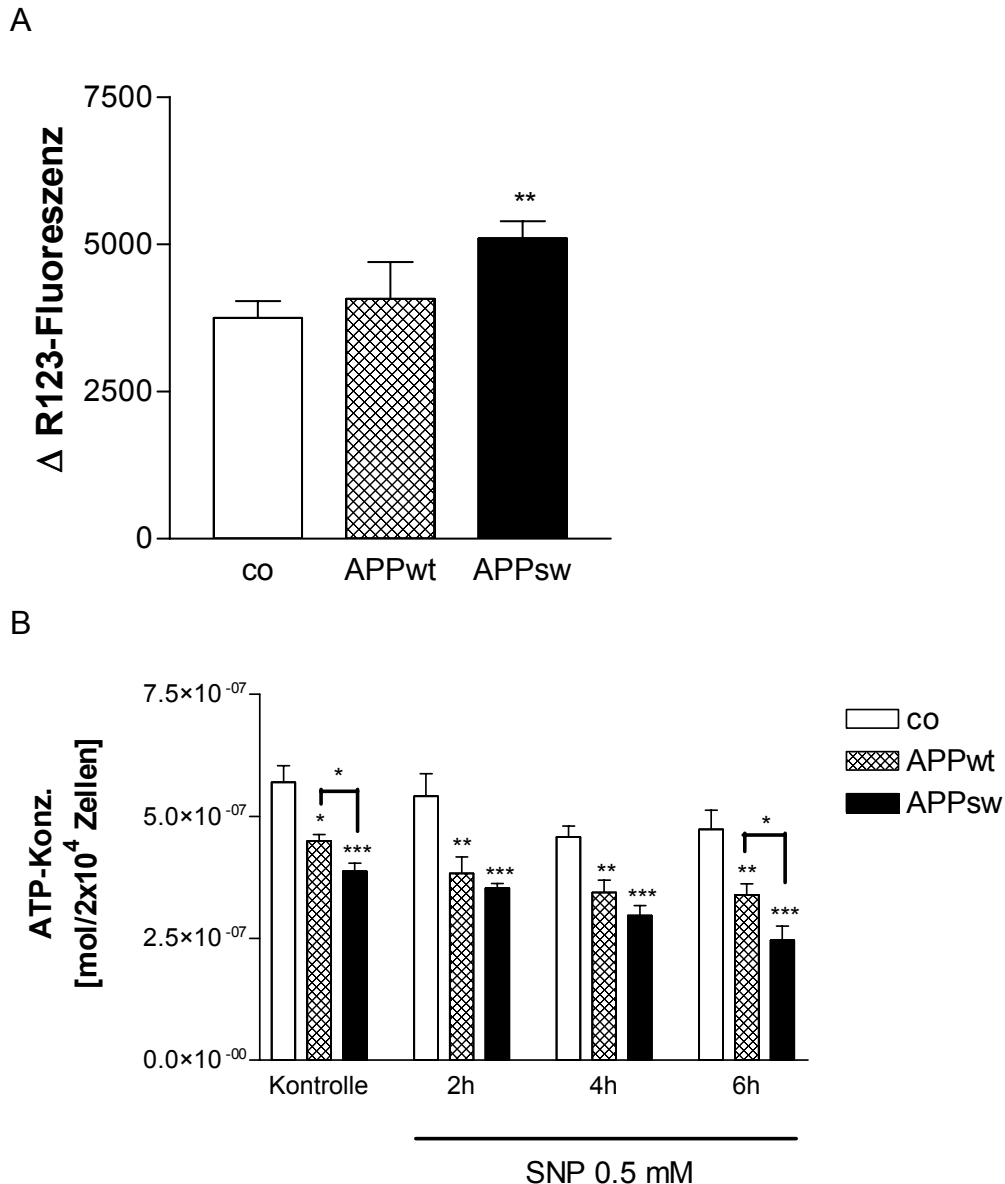 A
7500
5000
2500
0
Δ R123-Fluoreszenz
**
co APPwt APPsw
B
ATP-Konz.
[mol/2x10⁴ Zellen]
7.5×10⁻⁰⁷
5.0×10⁻⁰⁷
2.5×10⁻⁰⁷
0.0×10⁻⁰⁰
*
*
***
**
***
**
***
*
**
***
Kontrolle 2h 4h 6h
SNP 0.5 mM
co
APPwt
APPsw